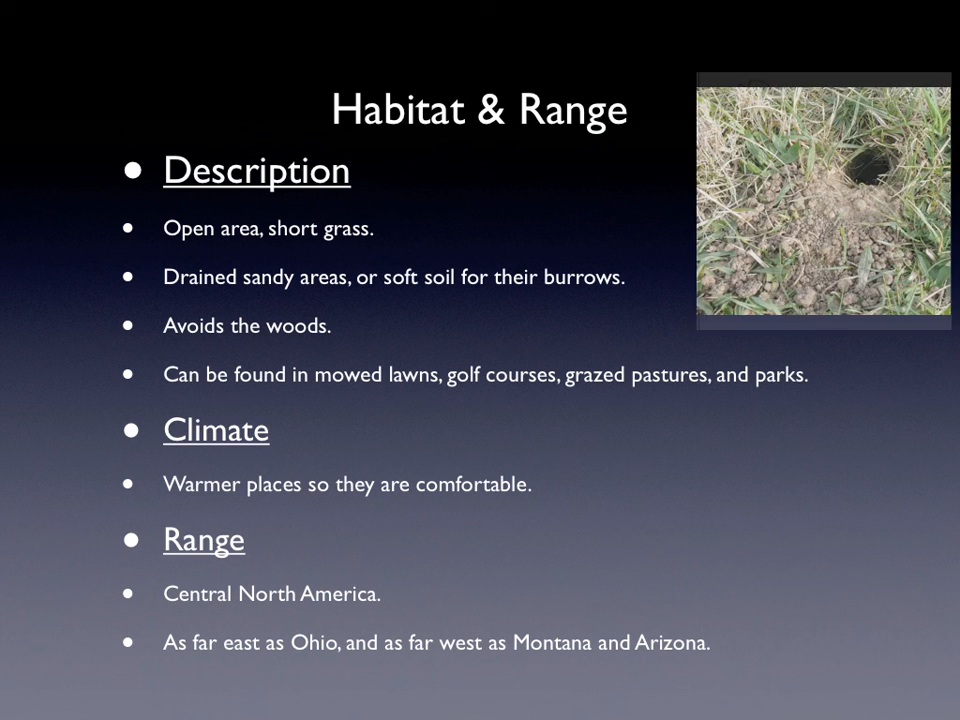 Habitat & Range
• Description
• Open area, short grass.
• Drained sandy areas, or soft soil for their burrows.
• Avoids the woods.
• Can be found in mowed lawns, golf courses, grazed pastures, and parks.
• Climate
• Warmer places so they are comfortable.
• Range
• Central North America.
• As far east as Ohio, and as far west as Montana and Arizona.